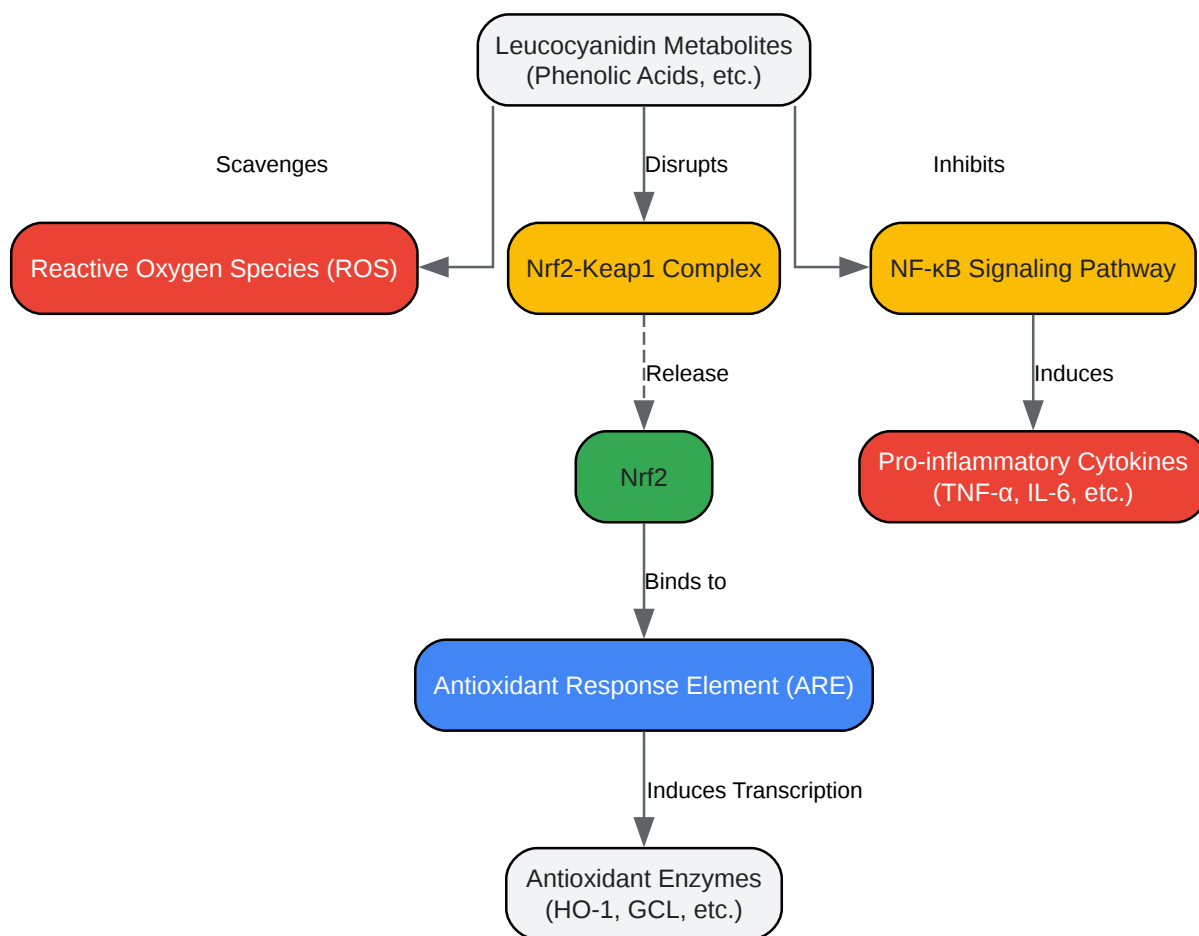 Leucocyanidin Metabolites
(Phenolic Acids, etc.)
Scavenges
Disrupts
Inhibits
Reactive Oxygen Species (ROS)
Nrf2-Keap1 Complex
NF-κB Signaling Pathway
Release
Induces
Nrf2
Pro-inflammatory Cytokines
(TNF-α, IL-6, etc.)
Binds to
Antioxidant Response Element (ARE)
Induces Transcription
Antioxidant Enzymes
(HO-1, GCL, etc.)